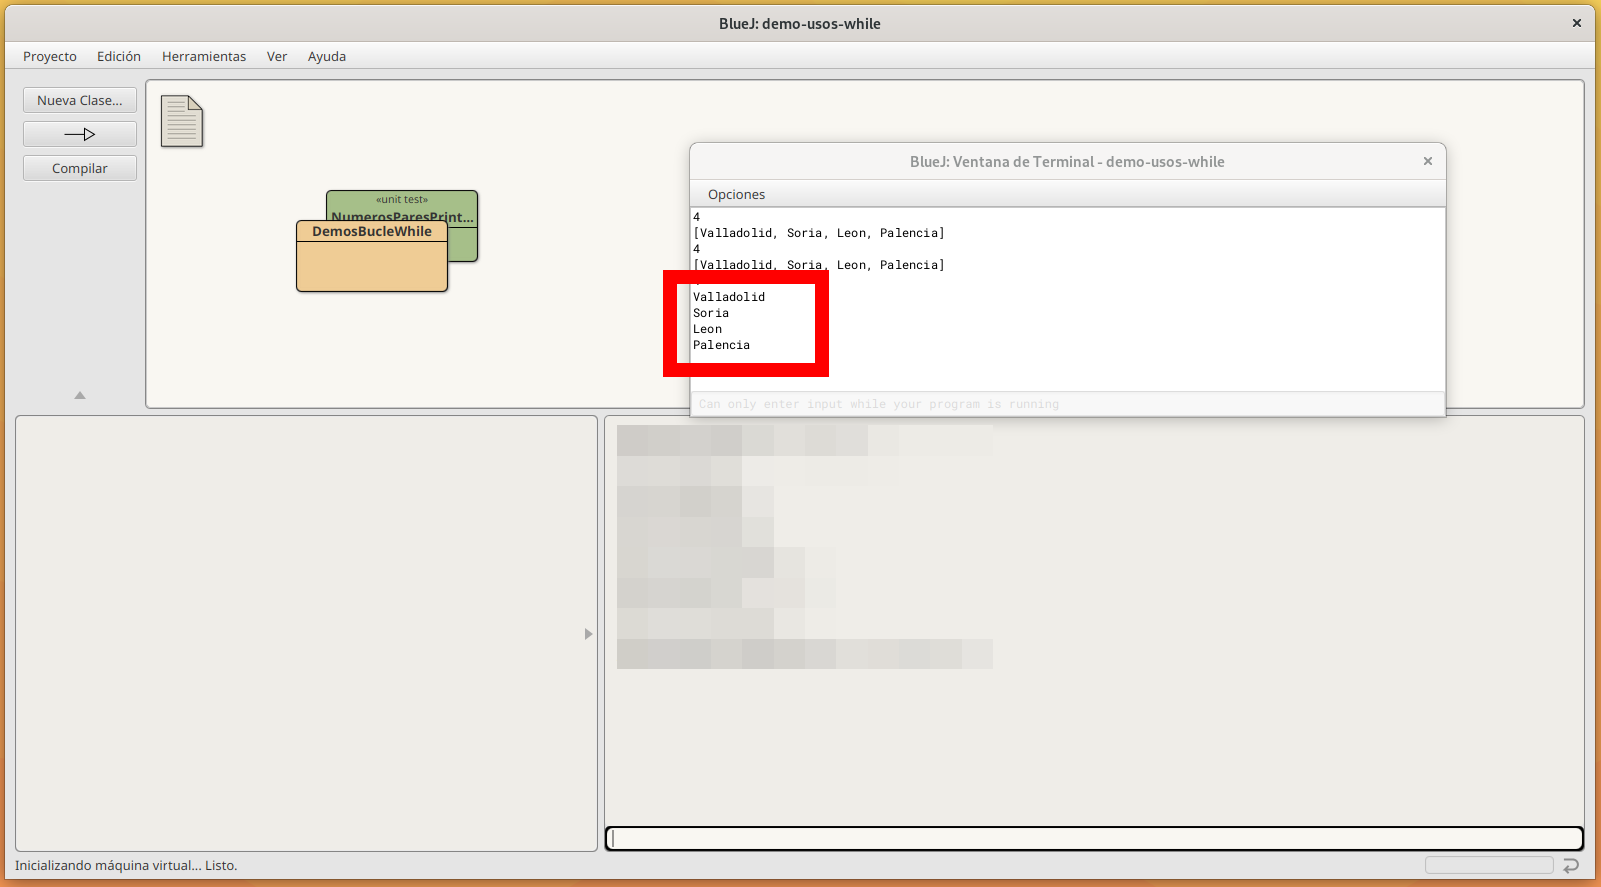 BlueJ: demo-usos-while
Proyecto Edición Herramientas Ver Ayuda
Nueva Clase...
Compilar
«unit test»
NumerosParesPrint...
DemosBucleWhile
BlueJ: Ventana de Terminal - demo-usos-while
Opciones
4
[Valladolid, Soria, Leon, Palencia]
4
[Valladolid, Soria, Leon, Palencia]
Valladolid
Soria
Leon
Palencia
Can only enter input while your program is running
Inicializando máquina virtual... Listo.